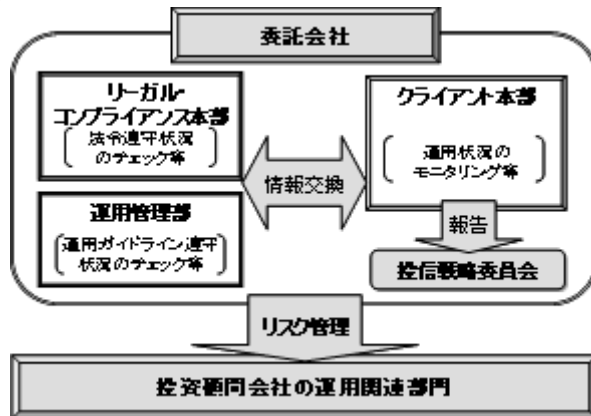 委託会社
リーガル・
コンプライアンス本部
法令遵守状況
のチェック等
運用管理部
運用ガイドライン遵守
状況のチェック等
情報交換
クライアント本部
運用状況の
モニタリング等
報告
投信戦略委員会
リスク管理
投資顧問会社の運用関連部門